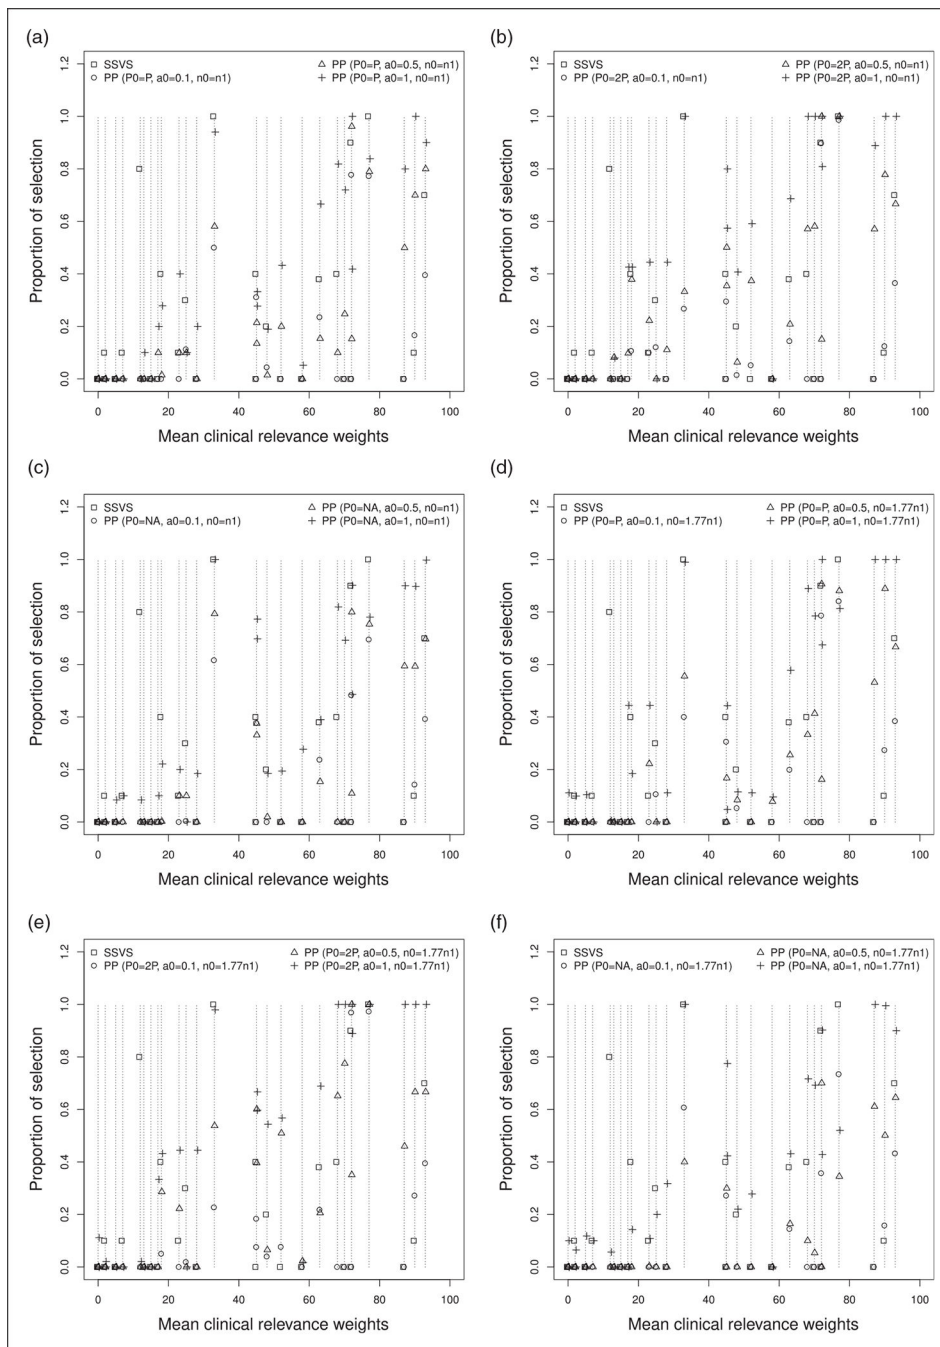 (a)
SSVS
PP (P0=P, a0=0.1, n0=n1)
PP (P0=P, a0=0.5, n0=n1)
PP (P0=P, a0=1, n0=n1)
Proportion of selection
0.0 0.2 0.4 0.6 0.8 1.0 1.2
0 20 40 60 80 100
Mean clinical relevance weights
(b)
SSVS
PP (P0=2P, a0=0.1, n0=n1)
PP (P0=2P, a0=0.5, n0=n1)
PP (P0=2P, a0=1, n0=n1)
Proportion of selection
0.0 0.2 0.4 0.6 0.8 1.0 1.2
0 20 40 60 80 100
Mean clinical relevance weights
(c)
SSVS
PP (P0=NA, a0=0.1, n0=n1)
PP (P0=NA, a0=0.5, n0=n1)
PP (P0=NA, a0=1, n0=n1)
Proportion of selection
0.0 0.2 0.4 0.6 0.8 1.0 1.2
0 20 40 60 80 100
Mean clinical relevance weights
(d)
SSVS
PP (P0=P, a0=0.1, n0=1.77n1)
PP (P0=P, a0=0.5, n0=1.77n1)
PP (P0=P, a0=1, n0=1.77n1)
Proportion of selection
0.0 0.2 0.4 0.6 0.8 1.0 1.2
0 20 40 60 80 100
Mean clinical relevance weights
(e)
SSVS
PP (P0=2P, a0=0.1, n0=1.77n1)
PP (P0=2P, a0=0.5, n0=1.77n1)
PP (P0=2P, a0=1, n0=1.77n1)
Proportion of selection
0.0 0.2 0.4 0.6 0.8 1.0 1.2
0 20 40 60 80 100
Mean clinical relevance weights
(f)
SSVS
PP (P0=NA, a0=0.1, n0=1.77n1)
PP (P0=NA, a0=0.5, n0=1.77n1)
PP (P0=NA, a0=1, n0=1.77n1)
Proportion of selection
0.0 0.2 0.4 0.6 0.8 1.0 1.2
0 20 40 60 80 100
Mean clinical relevance weights